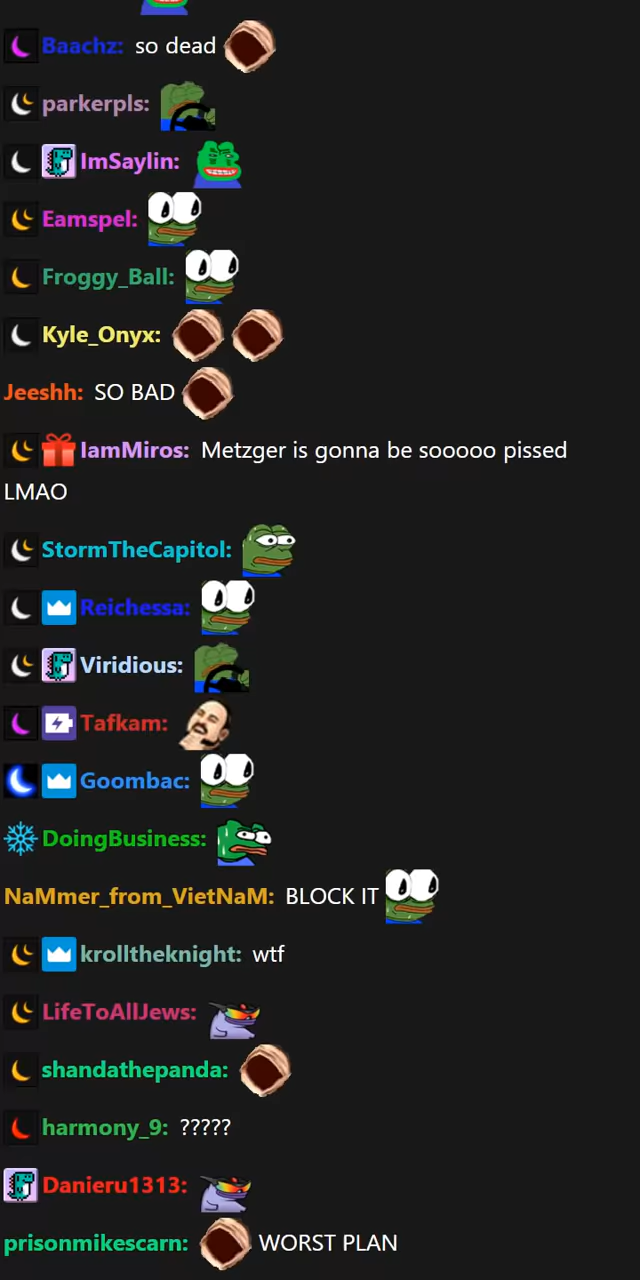 Baachz: so dead
parkerpls:
ImSaylin:
Eamspel:
Froggy_Ball:
Kyle_Onyx:
Jeeshh: SO BAD
IamMiros: Metzger is gonna be sooooo pissed
LMAO
StormTheCapitol:
Reichessa:
Viridious:
Tafkam:
Goombac:
DoingBusiness:
NaMmer_from_VietNaM: BLOCK IT
krolltheknight: wtf
LifeToAllJews:
shandathepanda:
harmony_9: ?????
Danieru1313:
prisonmikescarn: WORST PLAN